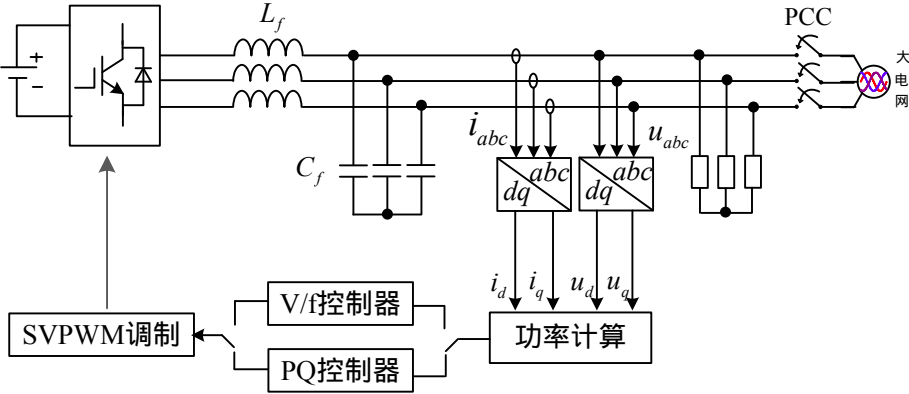 L_f
PCC
大
电
网
+
−
i_abc
u_abc
C_f
abc
dq
abc
dq
i_d
i_q
u_d
u_q
V/f控制器
SVPWM调制
功率计算
PQ控制器